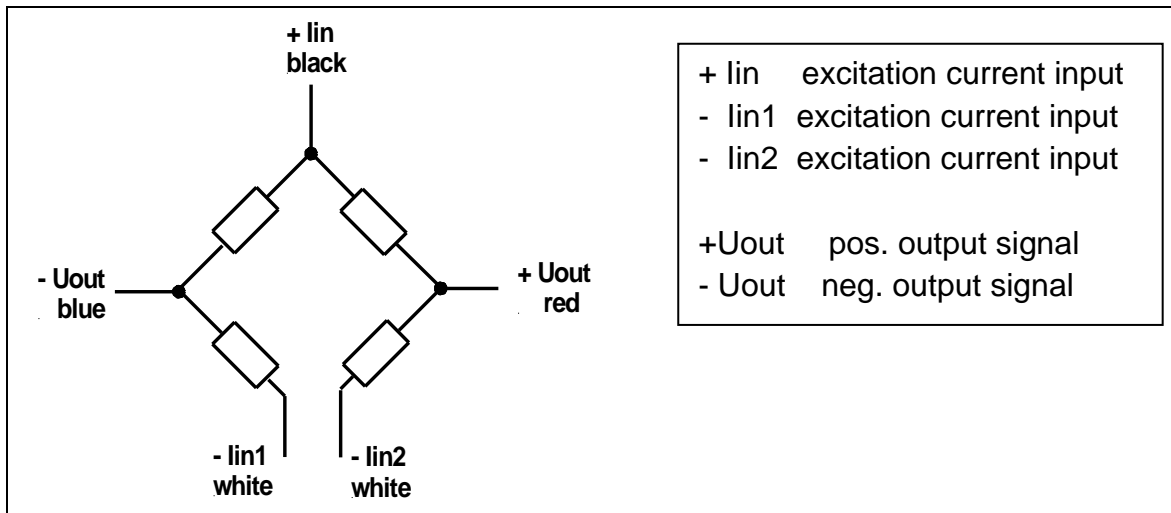 + Iin
black
- Uout
blue
+ Uout
red
- Iin1
white
- Iin2
white
+ Iin excitation current input
- Iin1 excitation current input
- Iin2 excitation current input
+Uout pos. output signal
- Uout neg. output signal